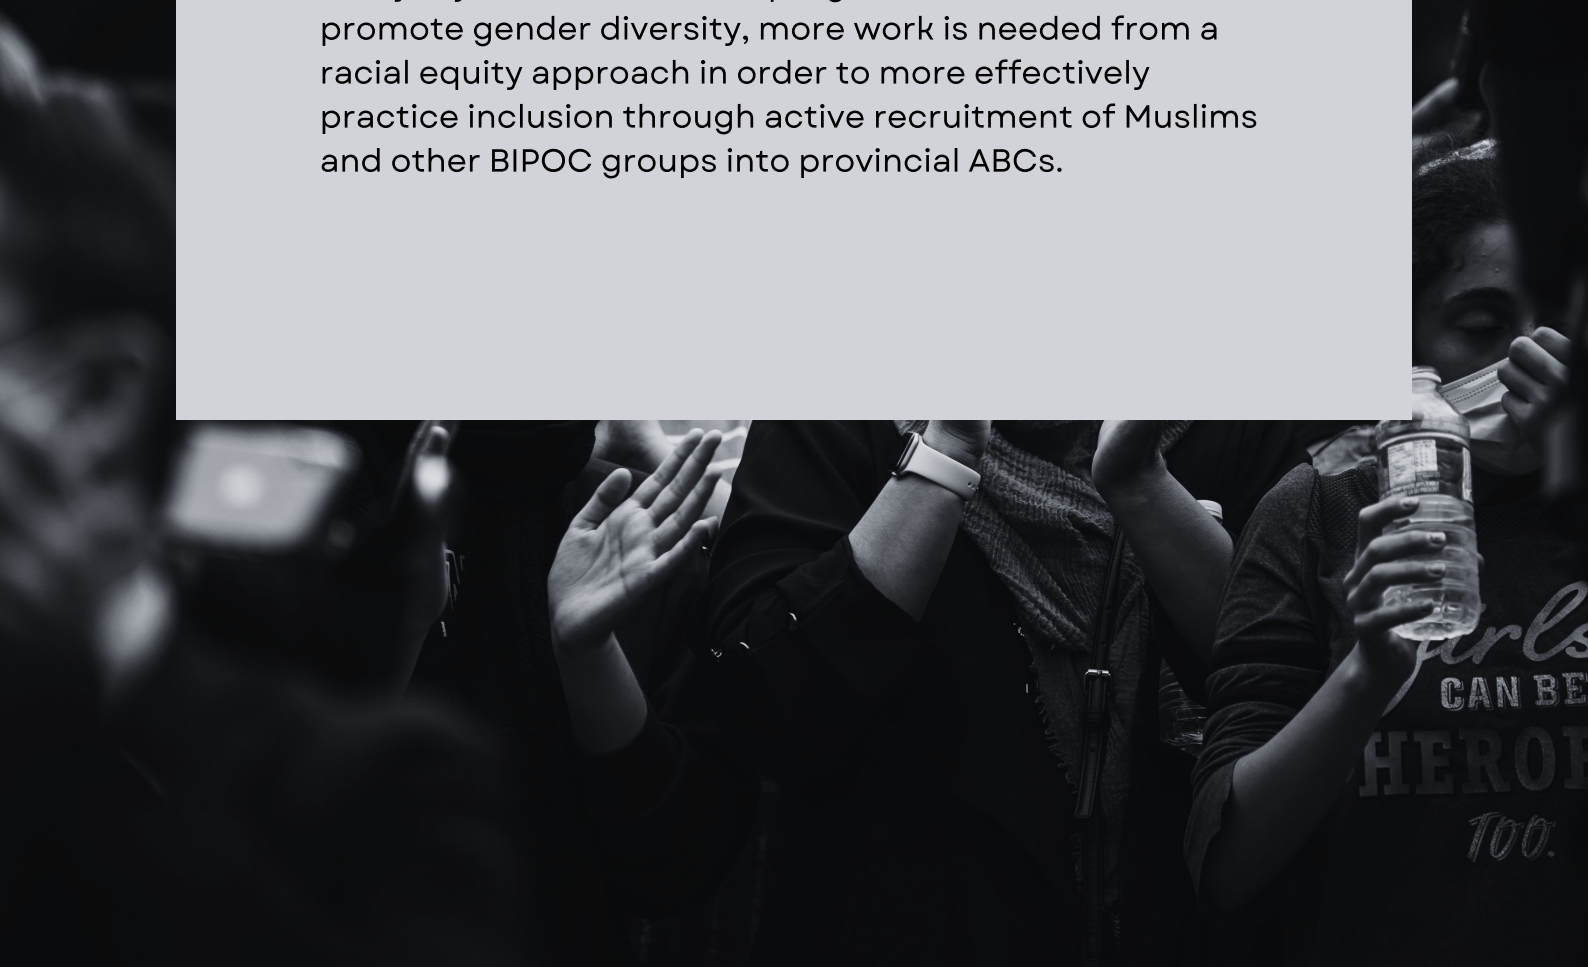 promote gender diversity, more work is needed from a
racial equity approach in order to more effectively
practice inclusion through active recruitment of Muslims
and other BIPOC groups into provincial ABCs.
CAN BE
TOO.